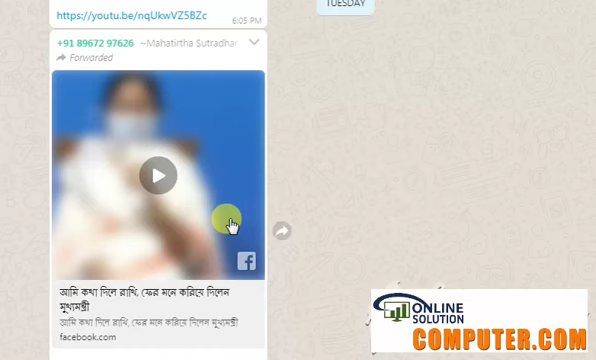 TUESDAY
https://youtu.be/nqUkwVZ5BZc
6:05 PM
+91 89672 97626 ~Mahatirtha Sutradhar
Forwarded
আমি কথা দিলে রাখি, ফের মনে করিয়ে দিলেন
মুখ্যমন্ত্রী
আমি কথা দিলে রাখি, ফের মনে করিয়ে দিলেন মুখ্যমন্ত্রী
facebook.com
ONLINE
SOLUTION
COMPUTER.COM